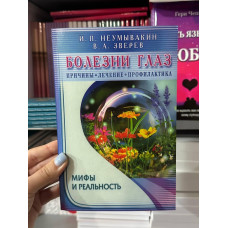 И. П. НЕУМЫВАКИН
В. А. ЗВЕРЕВ
БОЛЕЗНИ ГЛАЗ
ПРИЧИНЫ • ЛЕЧЕНИЕ • ПРОФИЛАКТИКА
МИФЫ
И РЕАЛЬНОСТЬ